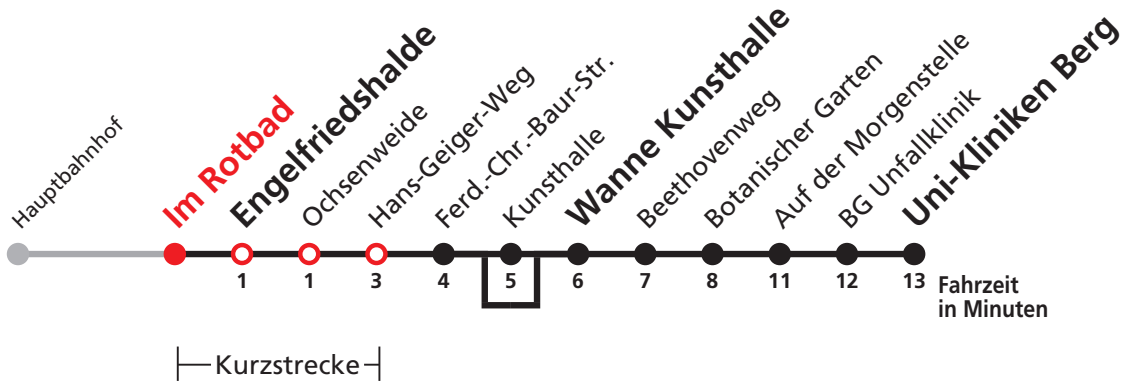 Hauptbahnhof
Im Rotbad
Engelfriedshalde
Ochsenweide
Hans-Geiger-Weg
Ferd.-Chr.-Baur-Str.
Kunsthalle
Wanne Kunsthalle
Beethovenweg
Botanischer Garten
Auf der Morgenstelle
BG Unfallklinik
Uni-Kliniken Berg
1 1 3 4 5 6 7 8 11 12 13
Fahrzeit
in Minuten
Kurzstrecke